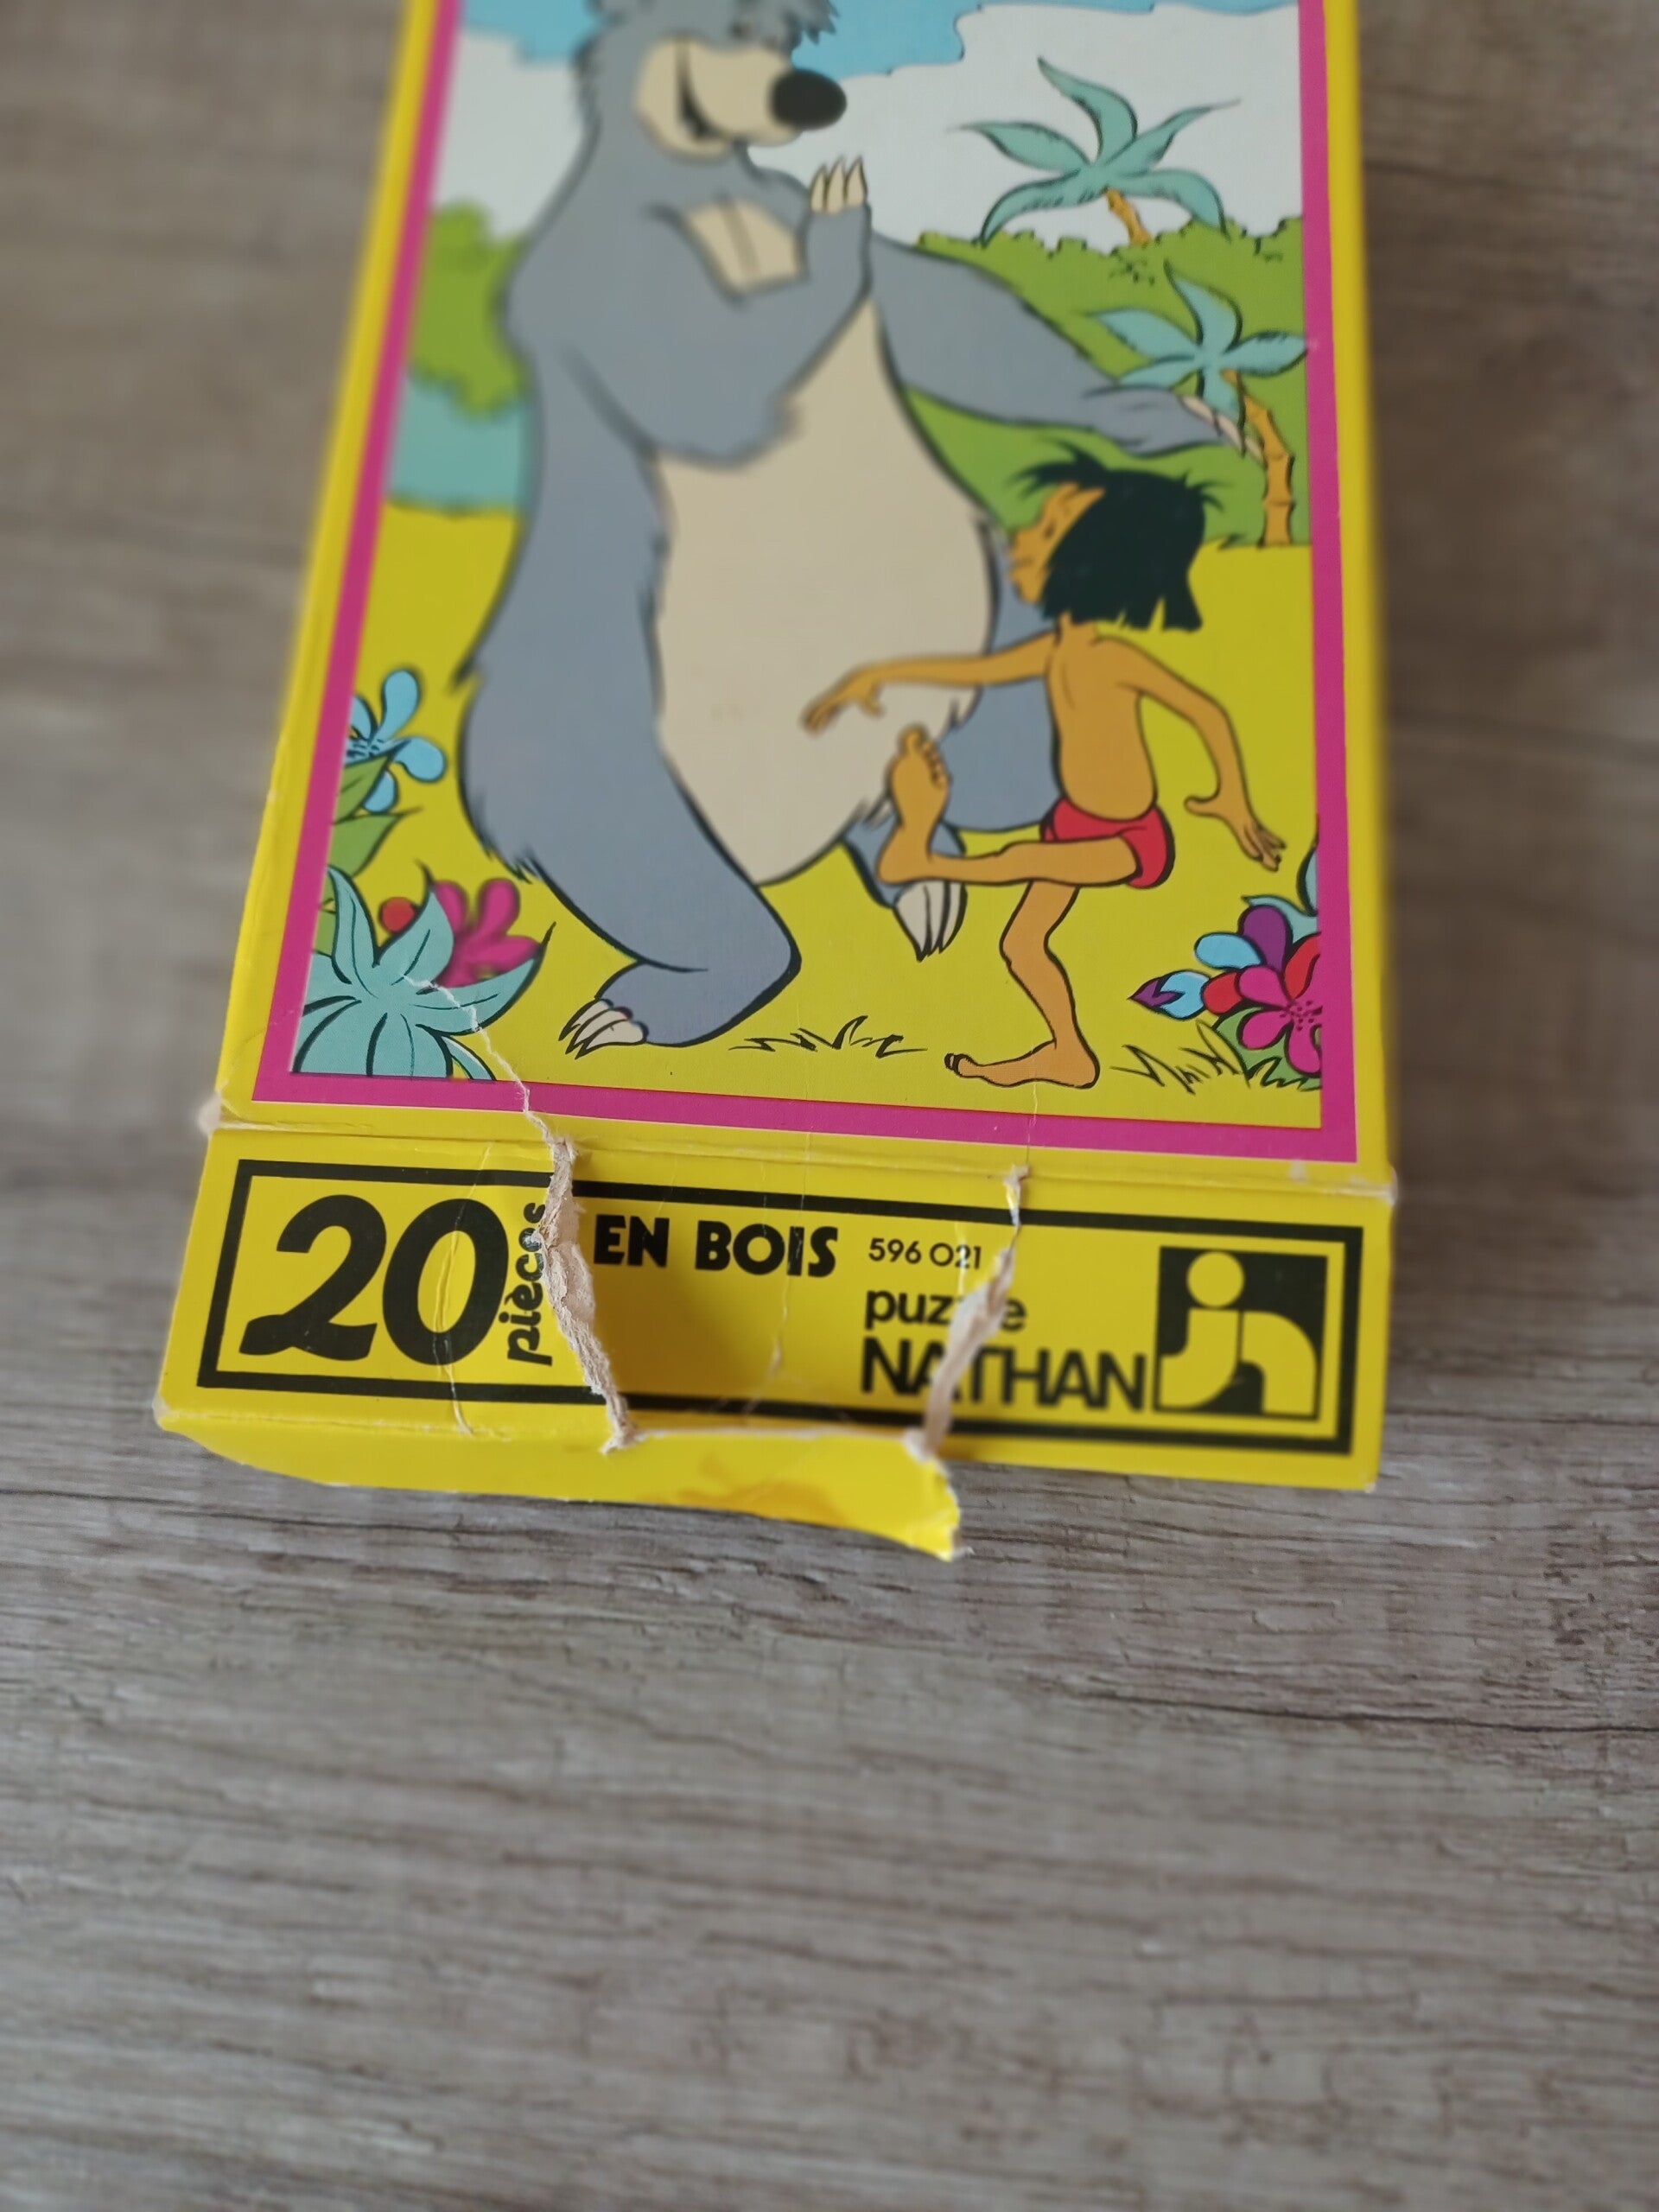 20 pièces
EN BOIS 596 021
puzzle
NATHAN